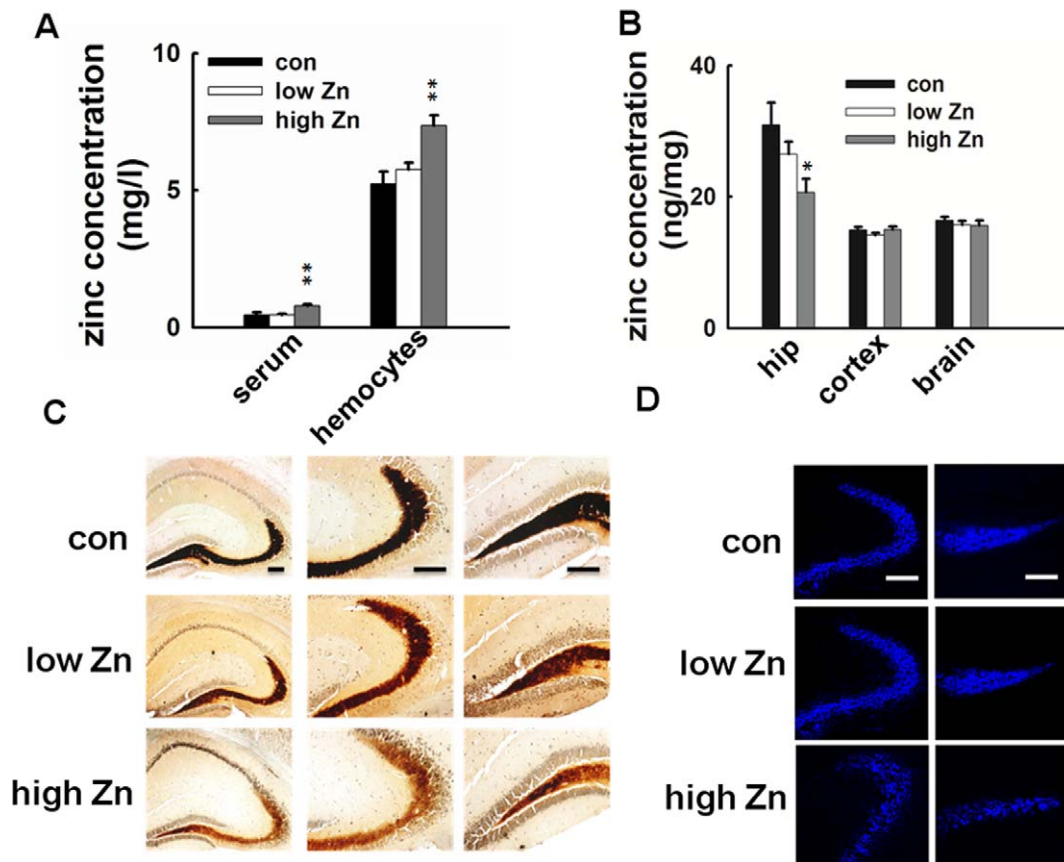 A
zinc concentration
(mg/l)
10
5
0
con
low Zn
high Zn
**
**
serum
hemocytes
B
zinc concentration
(ng/mg)
40
20
0
con
low Zn
high Zn
*
hip
cortex
brain
C
con
low Zn
high Zn
D
con
low Zn
high Zn